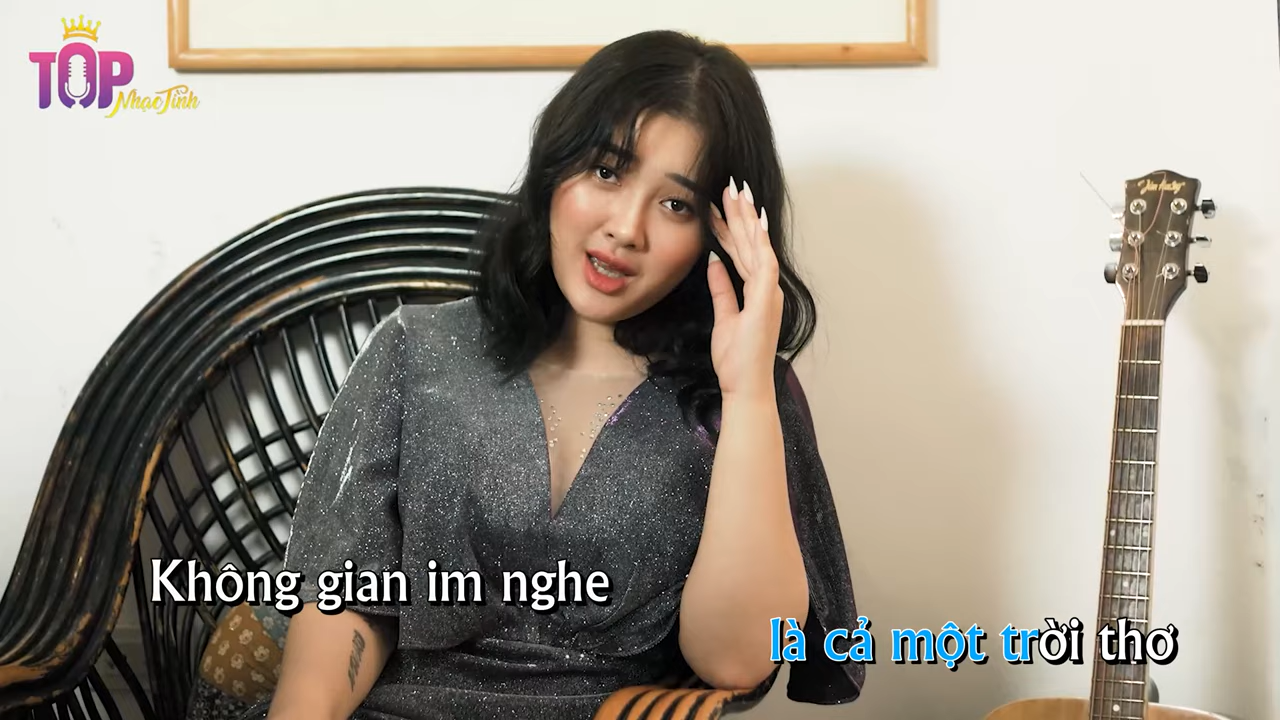 TOP
Nhạc Tình
Không gian im nghe
là cả một trời thơ